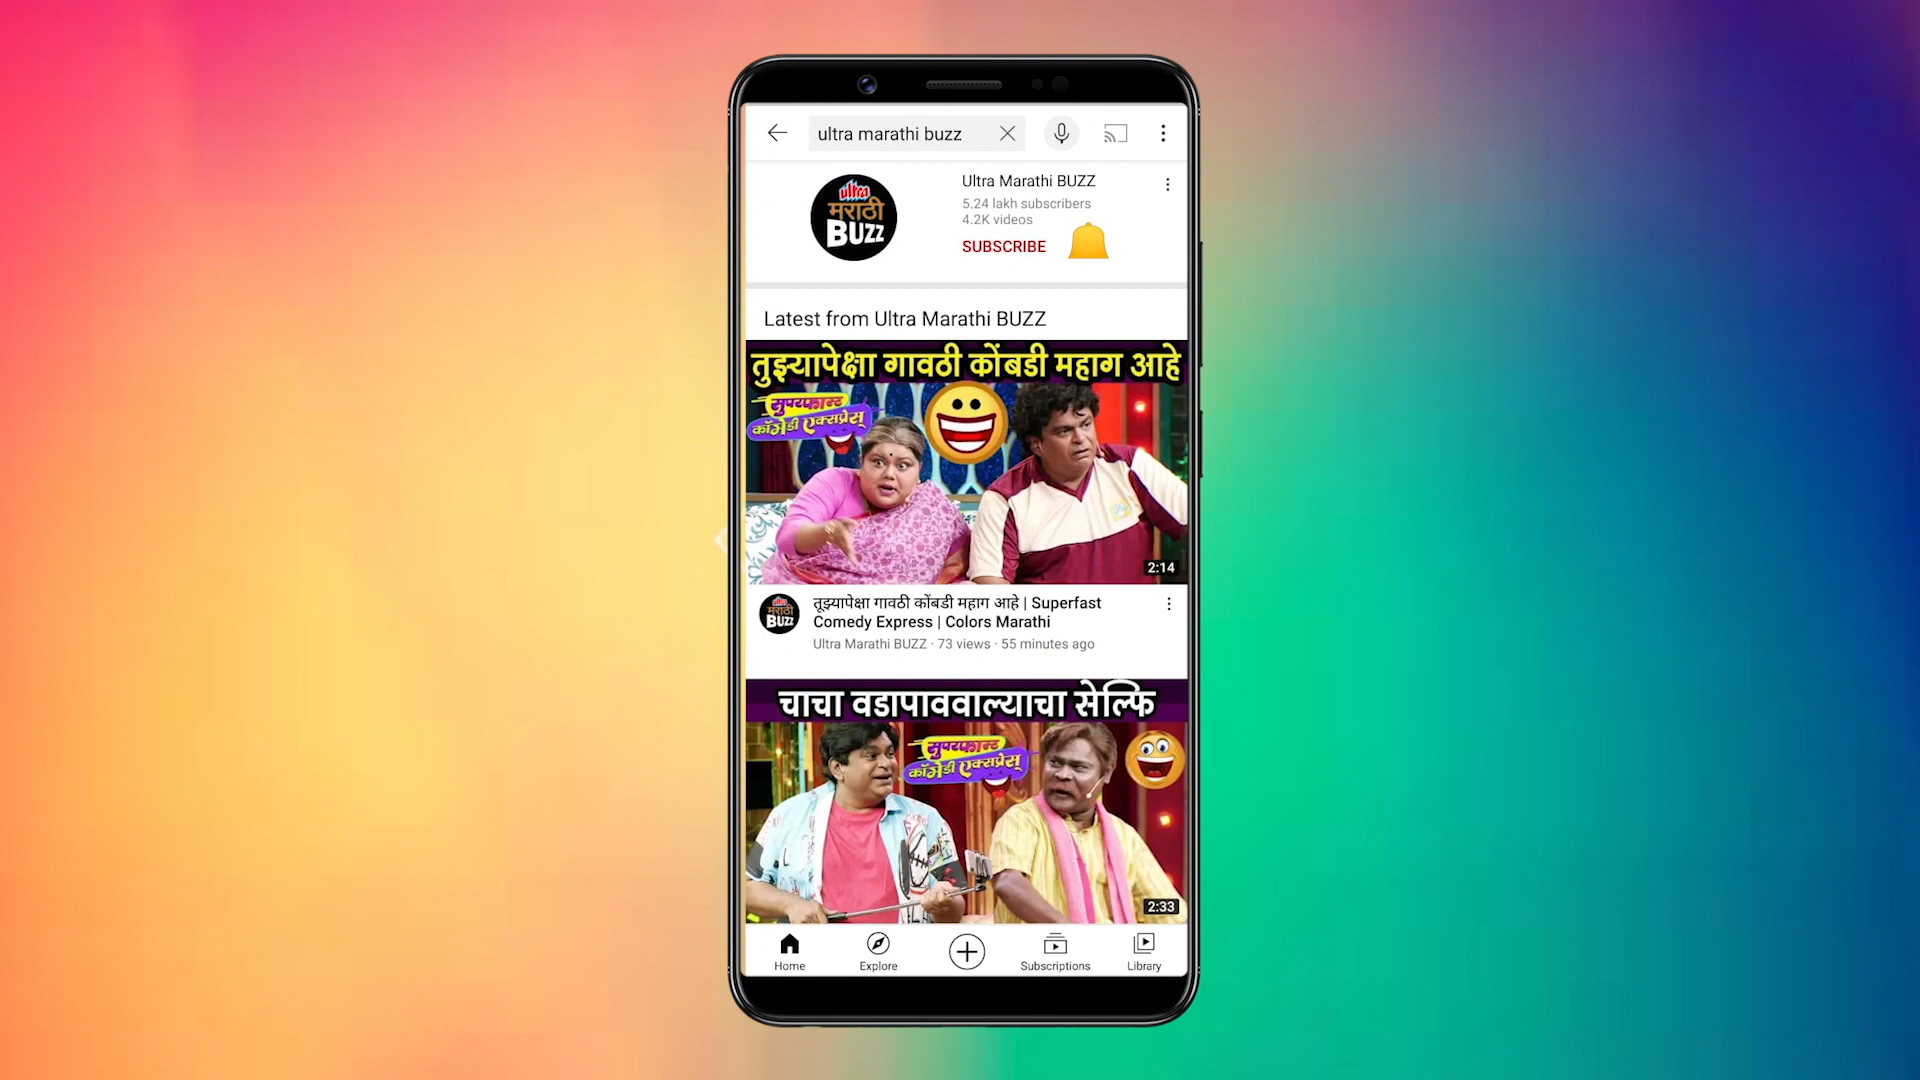 ultra marathi buzz
ultra
मराठी
BUZZ
Ultra Marathi BUZZ
5.24 lakh subscribers
4.2K videos
SUBSCRIBE
Latest from Ultra Marathi BUZZ
तुझ्यापेक्षा गावठी कोंबडी महाग आहे
सुपरफास्ट
कॉमेडी एक्सप्रेस्
2:14
ultra
मराठी
BUZZ
तूझ्यापेक्षा गावठी कोंबडी महाग आहे | Superfast
Comedy Express | Colors Marathi
Ultra Marathi BUZZ · 73 views · 55 minutes ago
चाचा वडापाववाल्याचा सेल्फि
सुपरफास्ट
कॉमेडी एक्सप्रेस्
2:33
Home
Explore
Subscriptions
Library